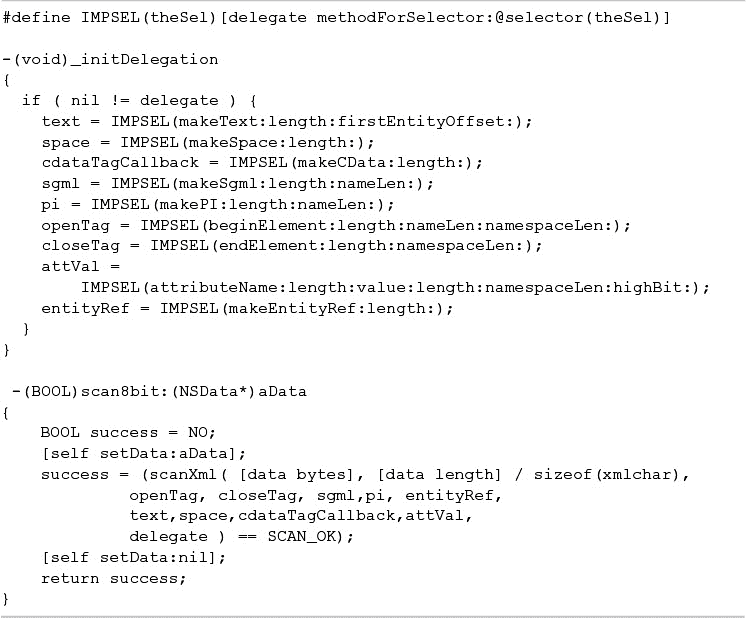 #define IMPSEL(theSel)[delegate methodForSelector:@selector(theSel)]
-(void)_initDelegation
{
if ( nil != delegate ) {
text = IMPSEL(makeText:length:firstEntityOffset:);
space = IMPSEL(makeSpace:length:);
cdataTagCallback = IMPSEL(makeCData:length:);
sgml = IMPSEL(makeSgml:length:nameLen:);
pi = IMPSEL(makePI:length:nameLen:);
openTag = IMPSEL(beginElement:length:nameLen:namespaceLen:);
closeTag = IMPSEL(endElement:length:namespaceLen:);
attVal =
IMPSEL(attributeName:length:value:length:namespaceLen:highBit:);
entityRef = IMPSEL(makeEntityRef:length:);
}
}
-(BOOL)scan8bit:(NSData*)aData
{
BOOL success = NO;
[self setData:aData];
success = (scanXml( [data bytes], [data length] / sizeof(xmlchar),
openTag, closeTag, sgml,pi, entityRef,
text,space,cdataTagCallback,attVal,
delegate ) == SCAN_OK);
[self setData:nil];
return success;
}